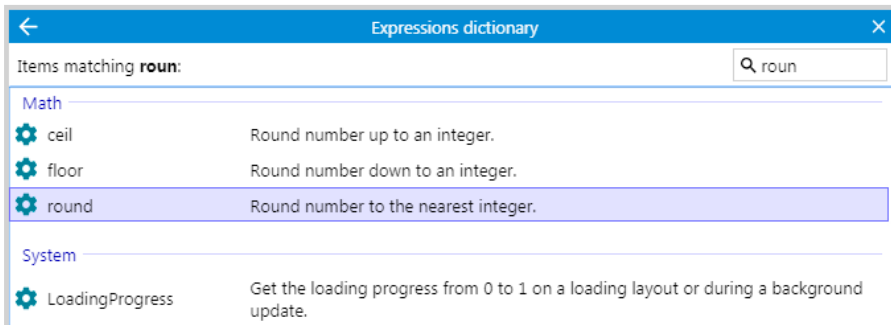 Expressions dictionary
Items matching roun:
roun
Math
ceil Round number up to an integer.
floor Round number down to an integer.
round Round number to the nearest integer.
System
LoadingProgress Get the loading progress from 0 to 1 on a loading layout or during a background
update.